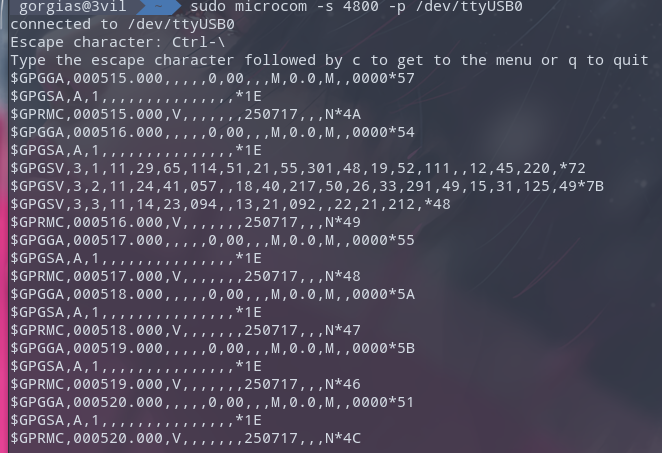 gorgias@3vil ~ sudo microcom -s 4800 -p /dev/ttyUSB0
connected to /dev/ttyUSB0
Escape character: Ctrl-\
Type the escape character followed by c to get to the menu or q to quit
$GPGGA,000515.000,,,,,0,00,,,M,0.0,M,,0000*57
$GPGSA,A,1,,,,,,,,,,,,,,,*1E
$GPRMC,000515.000,V,,,,,,,250717,,,N*4A
$GPGGA,000516.000,,,,,0,00,,,M,0.0,M,,0000*54
$GPGSA,A,1,,,,,,,,,,,,,,,*1E
$GPGSV,3,1,11,29,65,114,51,21,55,301,48,19,52,111,,12,45,220,*72
$GPGSV,3,2,11,24,41,057,,18,40,217,50,26,33,291,49,15,31,125,49*7B
$GPGSV,3,3,11,14,23,094,,13,21,092,,22,21,212,*48
$GPRMC,000516.000,V,,,,,,,250717,,,N*49
$GPGGA,000517.000,,,,,0,00,,,M,0.0,M,,0000*55
$GPGSA,A,1,,,,,,,,,,,,,,,*1E
$GPRMC,000517.000,V,,,,,,,250717,,,N*48
$GPGGA,000518.000,,,,,0,00,,,M,0.0,M,,0000*5A
$GPGSA,A,1,,,,,,,,,,,,,,,*1E
$GPRMC,000518.000,V,,,,,,,250717,,,N*47
$GPGGA,000519.000,,,,,0,00,,,M,0.0,M,,0000*5B
$GPGSA,A,1,,,,,,,,,,,,,,,*1E
$GPRMC,000519.000,V,,,,,,,250717,,,N*46
$GPGGA,000520.000,,,,,0,00,,,M,0.0,M,,0000*51
$GPGSA,A,1,,,,,,,,,,,,,,,*1E
$GPRMC,000520.000,V,,,,,,,250717,,,N*4C